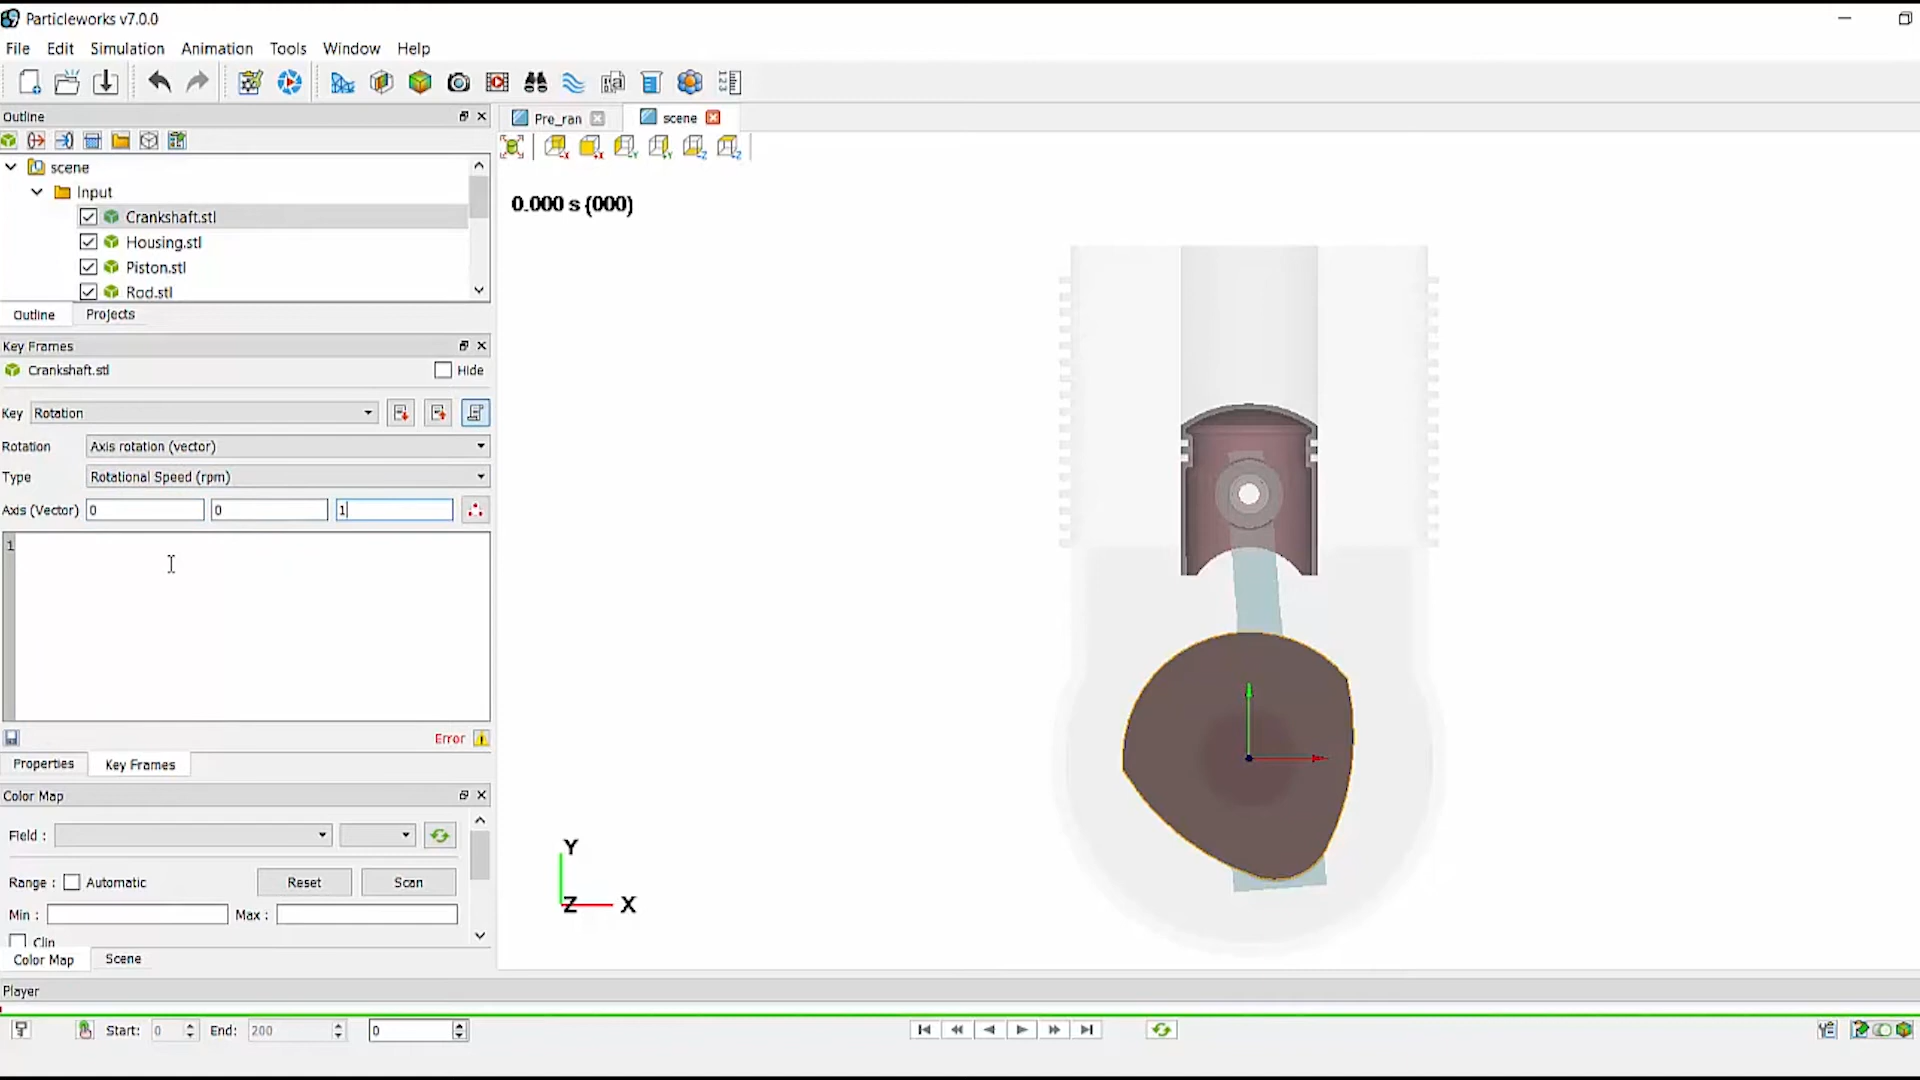 Particleworks v7.0.0
File Edit Simulation Animation Tools Window Help
Outline
Pre_ran
scene
scene
Input
Crankshaft.stl
Housing.stl
Piston.stl
Rod.stl
Outline Projects
Key Frames
Crankshaft.stl Hide
Key Rotation
Rotation Axis rotation (vector)
Type Rotational Speed (rpm)
Axis (Vector) 0 0 1
1
Error
Properties Key Frames
Color Map
Field :
Range : Automatic Reset Scan
Min : Max :
Clip
Color Map Scene
0.000 s (000)
Y
Z X
Player
Start: 0 End: 200 0